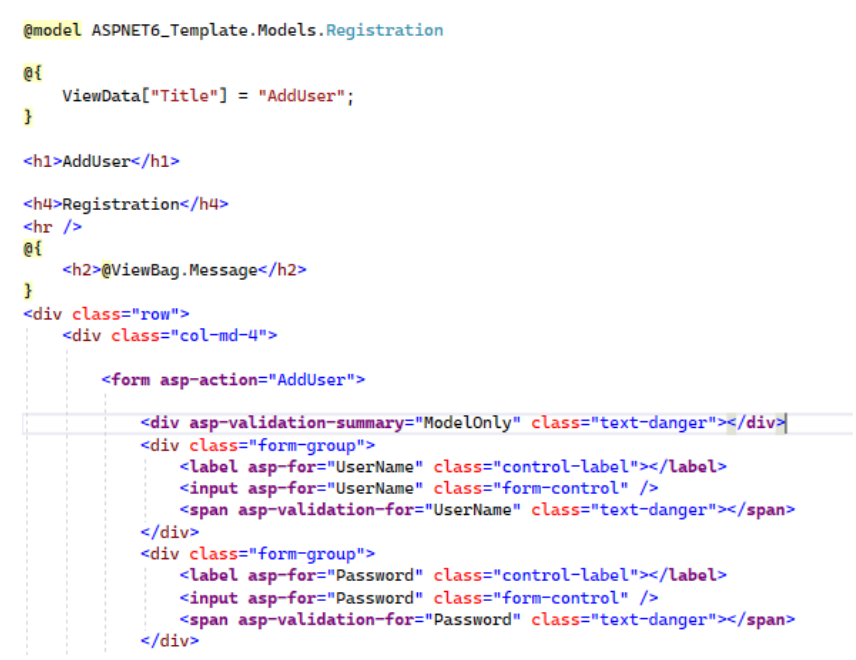 @model ASPNET6_Template.Models.Registration
@{
ViewData["Title"] = "AddUser";
}
<h1>AddUser</h1>
<h4>Registration</h4>
<hr />
@{
<h2>@ViewBag.Message</h2>
}
<div class="row">
<div class="col-md-4">
<form asp-action="AddUser">
<div asp-validation-summary="ModelOnly" class="text-danger"></div>
<div class="form-group">
<label asp-for="UserName" class="control-label"></label>
<input asp-for="UserName" class="form-control" />
<span asp-validation-for="UserName" class="text-danger"></span>
</div>
<div class="form-group">
<label asp-for="Password" class="control-label"></label>
<input asp-for="Password" class="form-control" />
<span asp-validation-for="Password" class="text-danger"></span>
</div>